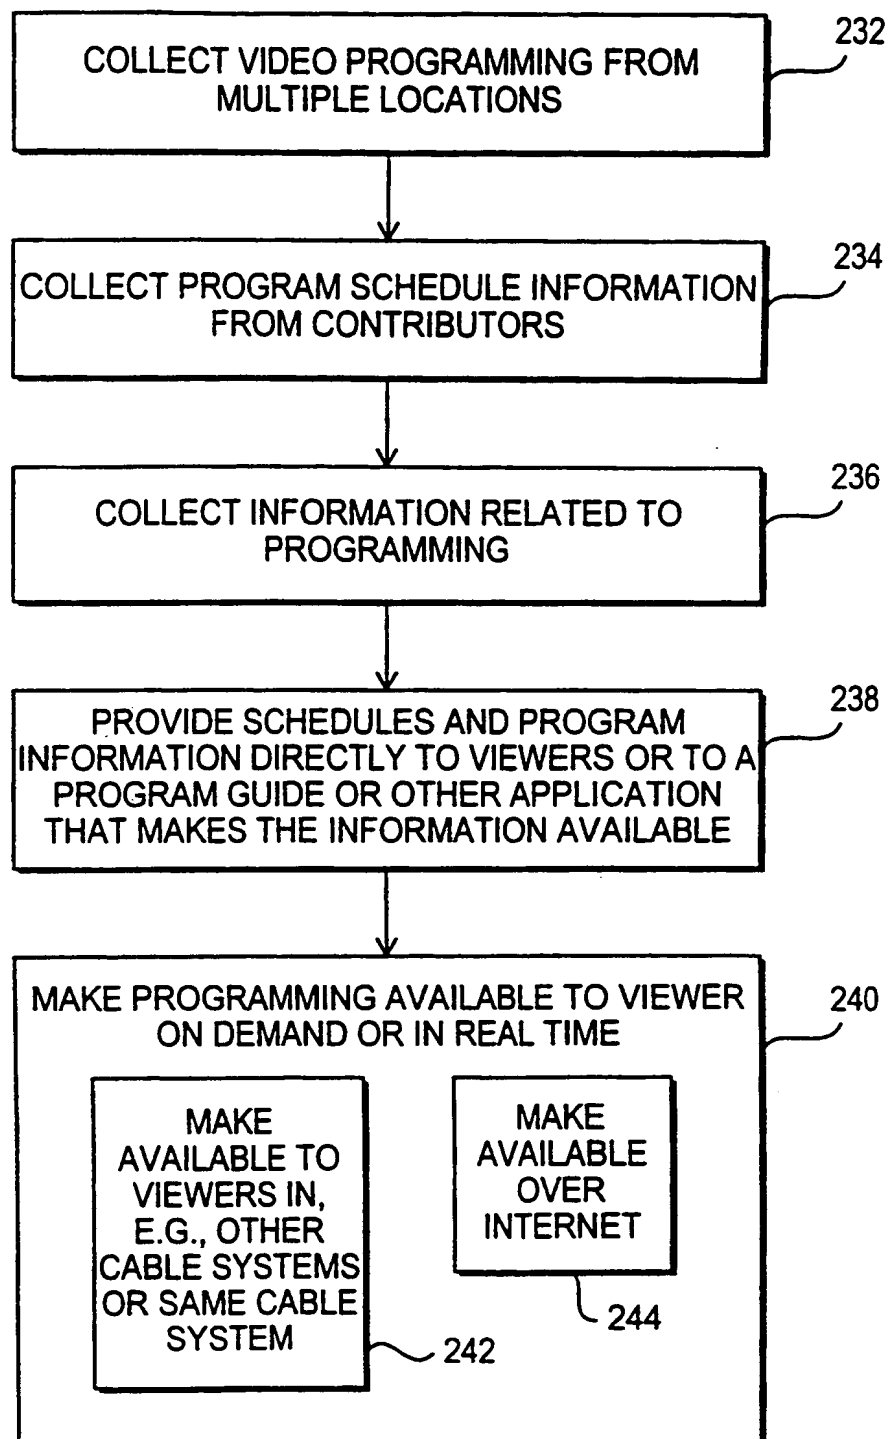 232
COLLECT VIDEO PROGRAMMING FROM
MULTIPLE LOCATIONS
234
COLLECT PROGRAM SCHEDULE INFORMATION
FROM CONTRIBUTORS
236
COLLECT INFORMATION RELATED TO
PROGRAMMING
238
PROVIDE SCHEDULES AND PROGRAM
INFORMATION DIRECTLY TO VIEWERS OR TO A
PROGRAM GUIDE OR OTHER APPLICATION
THAT MAKES THE INFORMATION AVAILABLE
240
MAKE PROGRAMMING AVAILABLE TO VIEWER
ON DEMAND OR IN REAL TIME
MAKE
AVAILABLE TO
VIEWERS IN,
E.G., OTHER
CABLE SYSTEMS
OR SAME CABLE
SYSTEM
242
MAKE
AVAILABLE
OVER
INTERNET
244